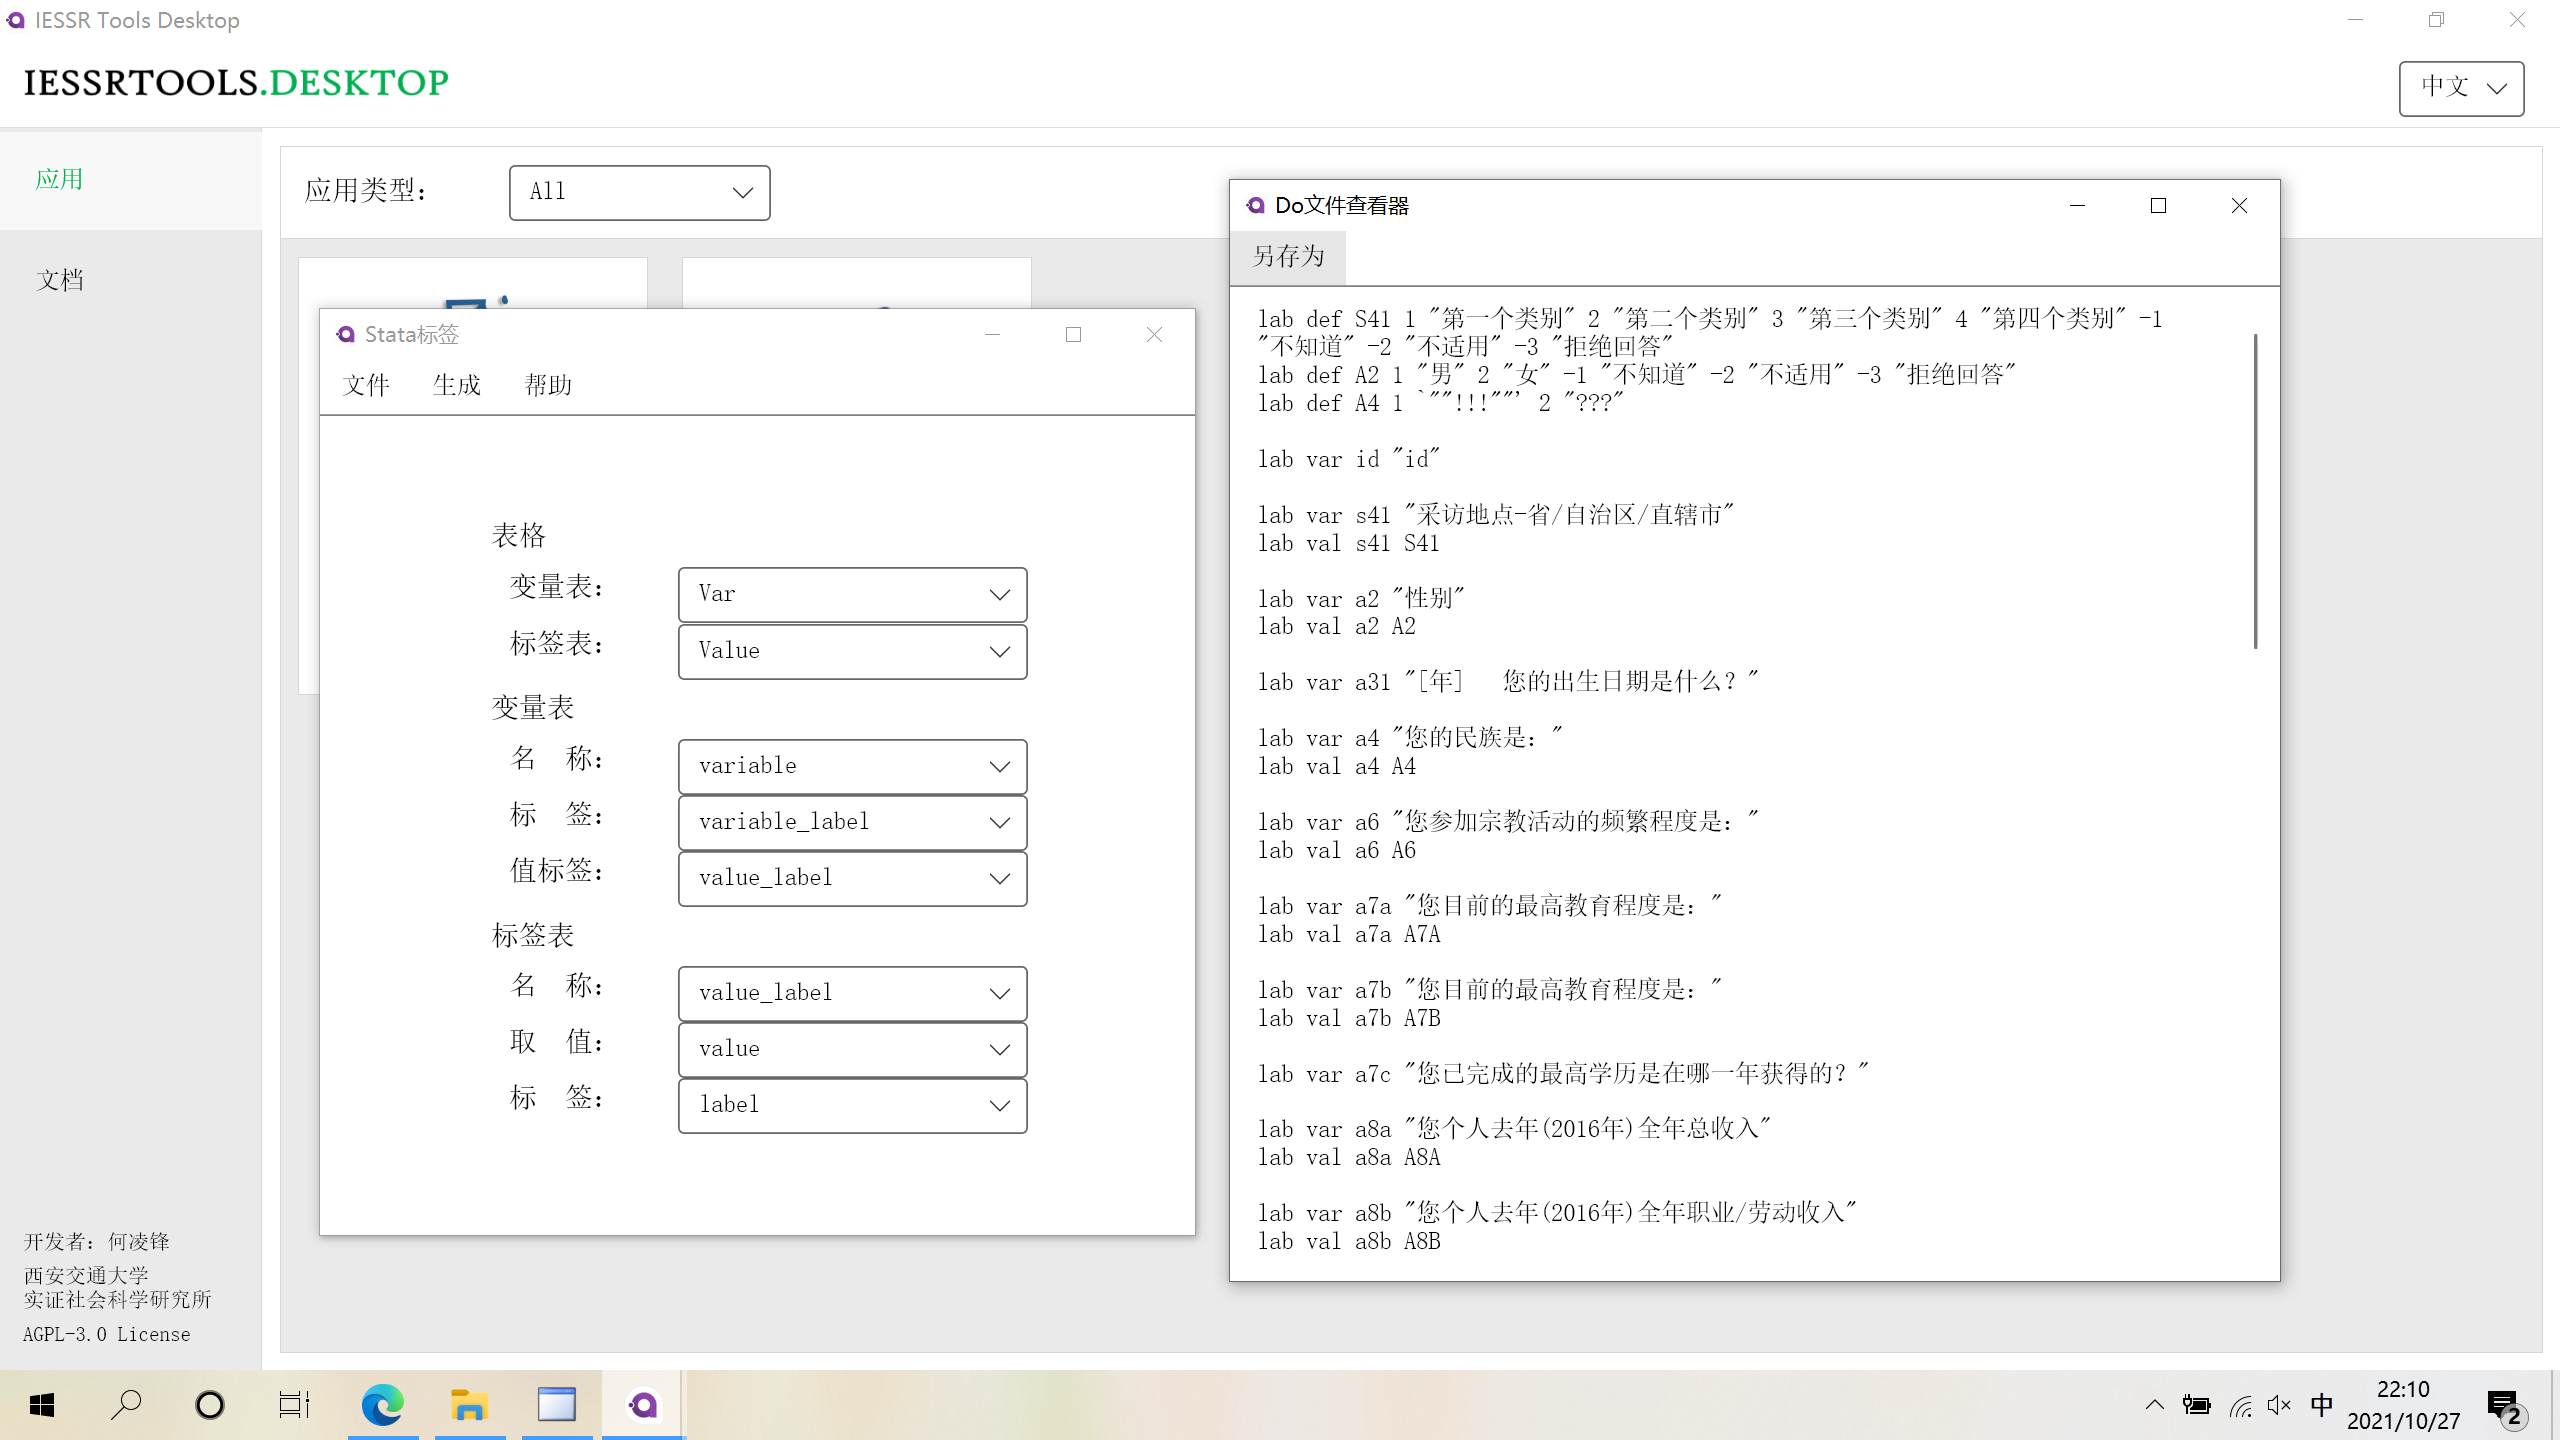 IESSR Tools Desktop
IESSRTOOLS.DESKTOP
中文
应用
文档
应用类型：
All
Stata标签
文件 生成 帮助
表格
变量表： Var
标签表： Value
变量表
名 称： variable
标 签： variable_label
值标签： value_label
标签表
名 称： value_label
取 值： value
标 签： label
Do文件查看器
另存为
lab def S41 1 "第一个类别" 2 "第二个类别" 3 "第三个类别" 4 "第四个类别" -1
"不知道" -2 "不适用" -3 "拒绝回答"
lab def A2 1 "男" 2 "女" -1 "不知道" -2 "不适用" -3 "拒绝回答"
lab def A4 1 `""!!!""' 2 "???"
lab var id "id"
lab var s41 "采访地点-省/自治区/直辖市"
lab val s41 S41
lab var a2 "性别"
lab val a2 A2
lab var a31 "[年]  您的出生日期是什么？"
lab var a4 "您的民族是："
lab val a4 A4
lab var a6 "您参加宗教活动的频繁程度是："
lab val a6 A6
lab var a7a "您目前的最高教育程度是："
lab val a7a A7A
lab var a7b "您目前的最高教育程度是："
lab val a7b A7B
lab var a7c "您已完成的最高学历是在哪一年获得的？"
lab var a8a "您个人去年(2016年)全年总收入"
lab val a8a A8A
lab var a8b "您个人去年(2016年)全年职业/劳动收入"
lab val a8b A8B
开发者：何凌锋
西安交通大学
实证社会科学研究所
AGPL-3.0 License
中
22:10
2021/10/27
2